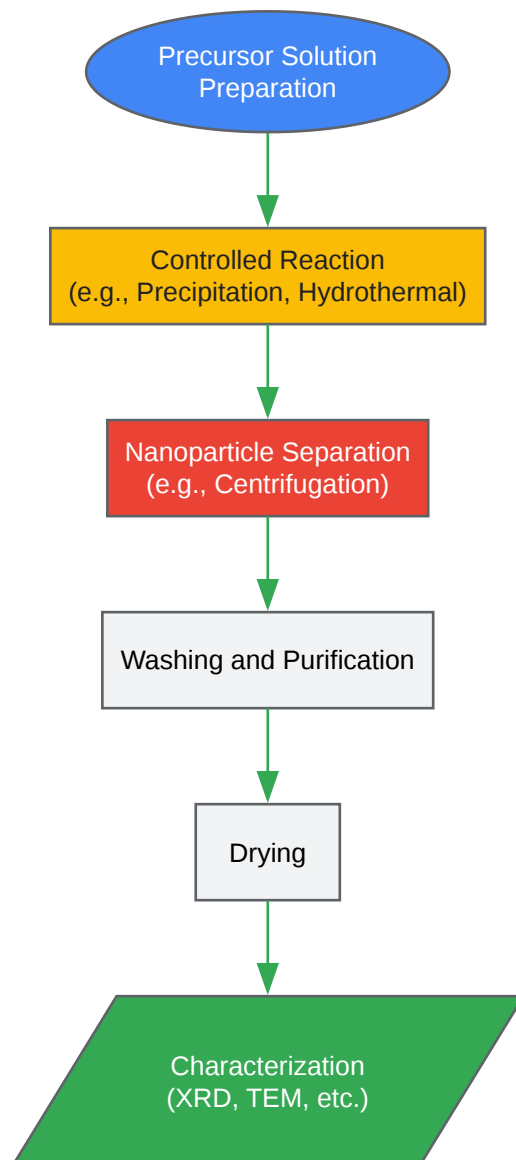 Precursor Solution
Preparation
Controlled Reaction
(e.g., Precipitation, Hydrothermal)
Nanoparticle Separation
(e.g., Centrifugation)
Washing and Purification
Drying
Characterization
(XRD, TEM, etc.)